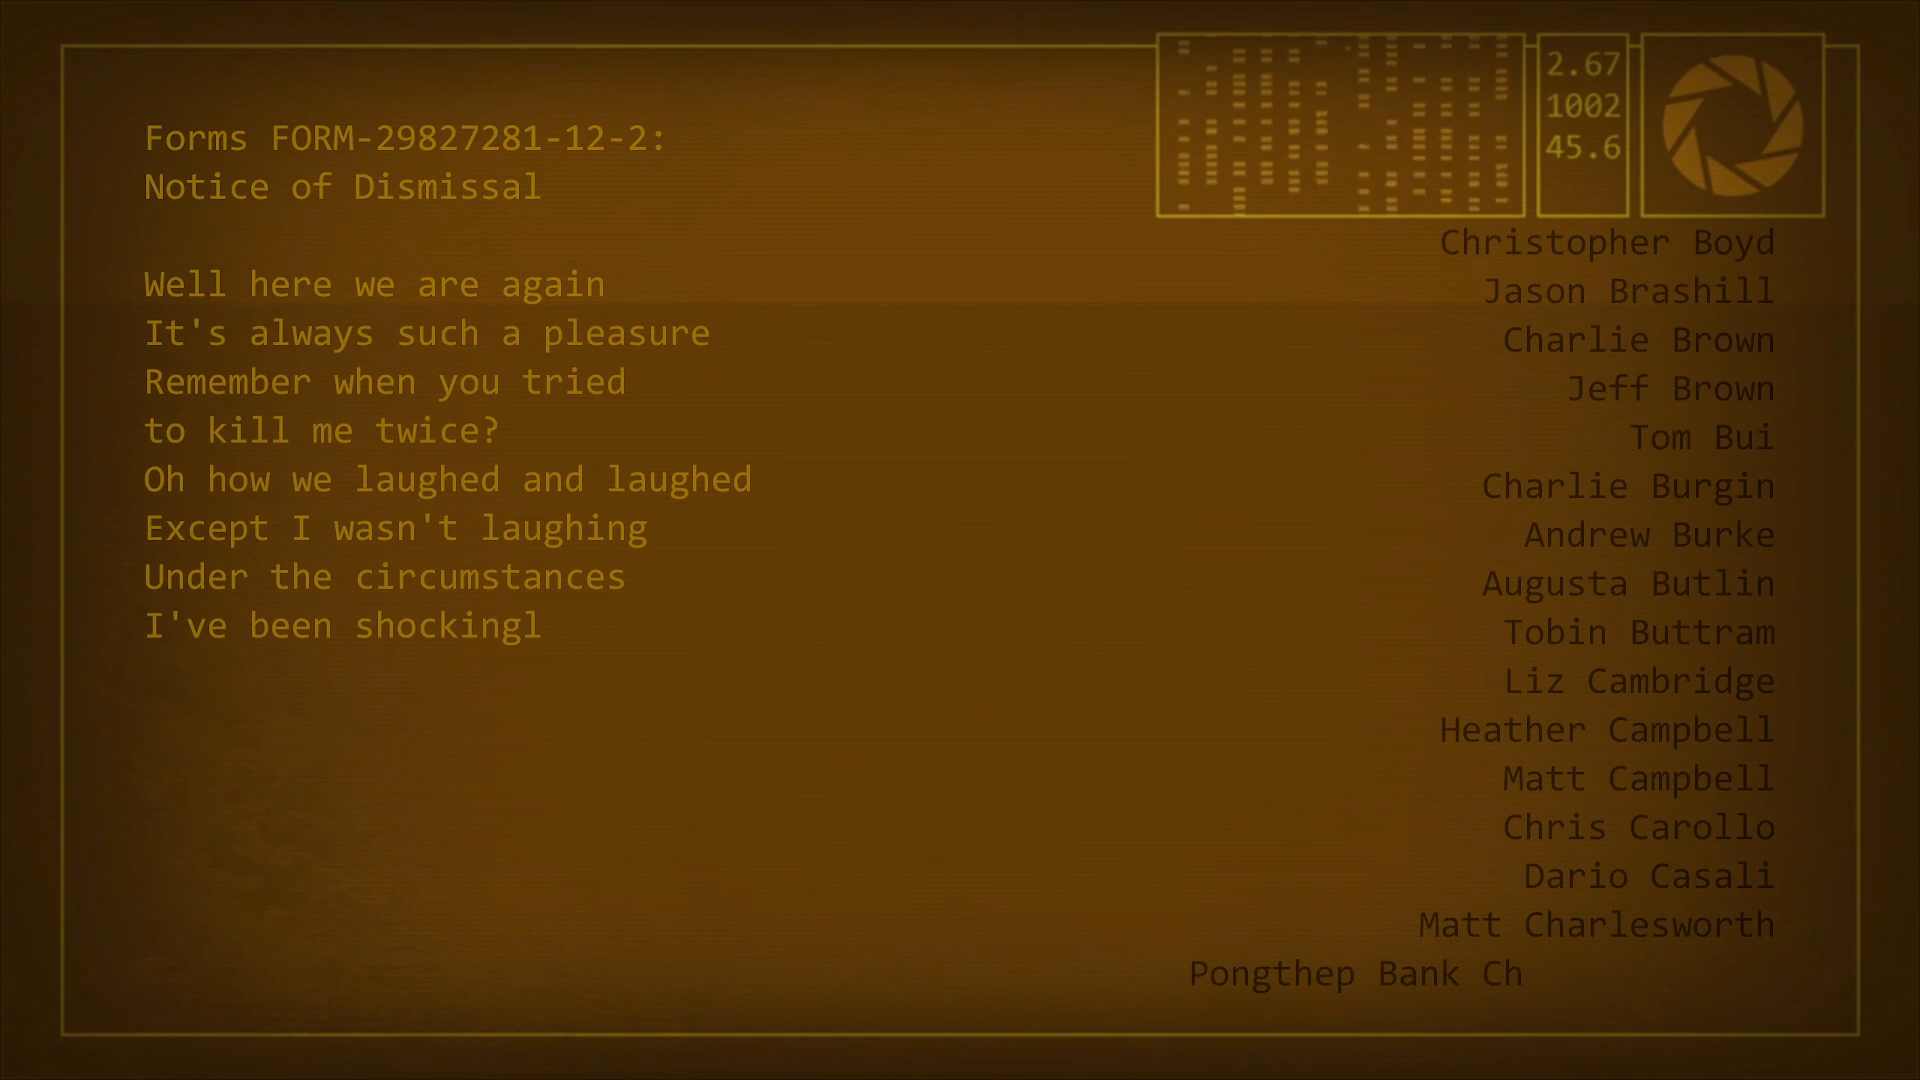 Forms FORM-29827281-12-2:
Notice of Dismissal
Well here we are again
It's always such a pleasure
Remember when you tried
to kill me twice?
Oh how we laughed and laughed
Except I wasn't laughing
Under the circumstances
I've been shockingl
2.67
1002
45.6
Christopher Boyd
Jason Brashill
Charlie Brown
Jeff Brown
Tom Bui
Charlie Burgin
Andrew Burke
Augusta Butlin
Tobin Buttram
Liz Cambridge
Heather Campbell
Matt Campbell
Chris Carollo
Dario Casali
Matt Charlesworth
Pongthep Bank Ch